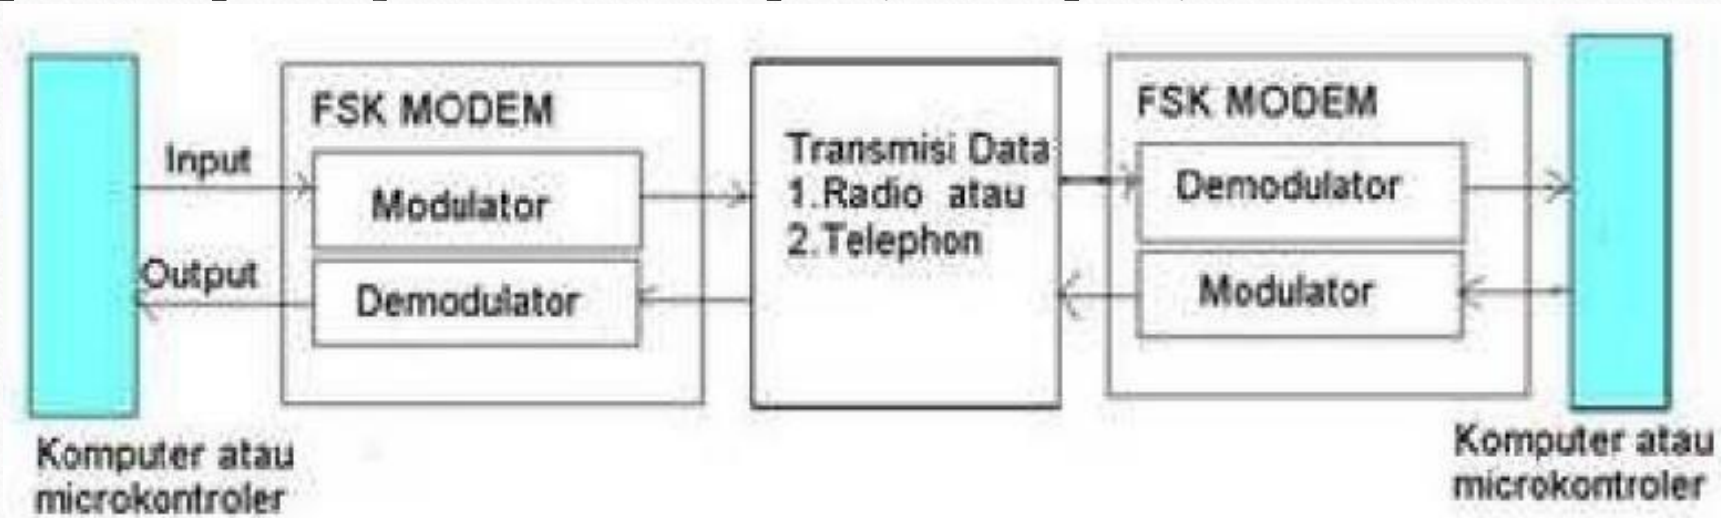 FSK MODEM
Input
Modulator
Output
Demodulator
Komputer atau
microkontroler
Transmisi Data
1.Radio atau
2.Telephon
FSK MODEM
Demodulator
Modulator
Komputer atau
microkontroler